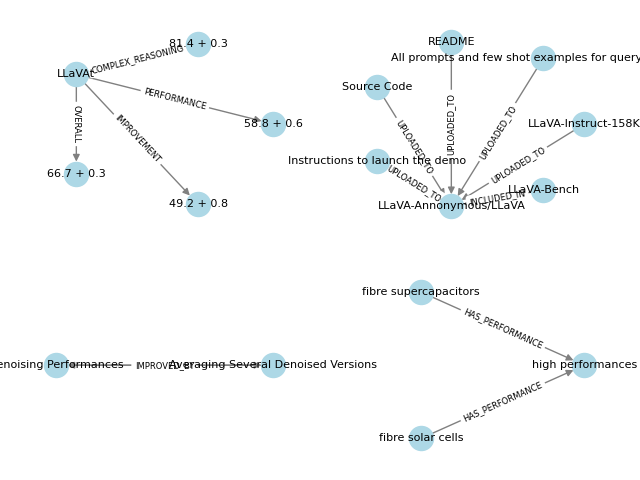 81.4 + 0.3
COMPLEX_REASONING
LLaVA†
PERFORMANCE
58.8 + 0.6
OVERALL
IMPROVEMENT
66.7 + 0.3
49.2 + 0.8
README
All prompts and few shot examples for query
Source Code
UPLOADED_TO
UPLOADED_TO
UPLOADED_TO
LLaVA-Instruct-158K
UPLOADED_TO
Instructions to launch the demo
UPLOADED_TO
LLaVA-Bench
INCLUDED_IN
LLaVA-Annonymous/LLaVA
fibre supercapacitors
HAS_PERFORMANCE
enoising Performances
IMPROVED_BY
Averaging Several Denoised Versions
high performances
HAS_PERFORMANCE
fibre solar cells